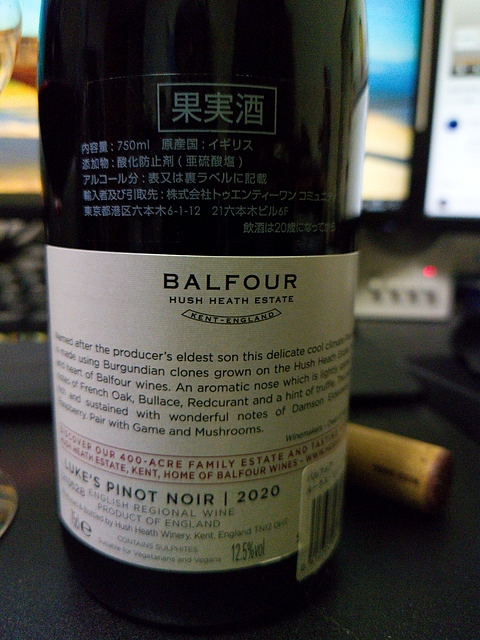 果実酒
内容量：750ml 原産国：イギリス
添加物：酸化防止剤（亜硫酸塩）
アルコール分：表又は裏ラベルに記載
輸入者及び引取先：株式会社トゥエンティーワン コミュニ
東京都港区六本木6-1-12 21六本木ビル6F
飲酒は20歳になってから
BALFOUR
HUSH HEATH ESTATE
KENT-ENGLAND
after the producer's eldest son this delicate cool
made using Burgundian clones grown on the Hush Heath
heart of Balfour wines. An aromatic nose which is lightly
of French Oak, Bullace, Redcurrant and a hint of truffle. The
and sustained with wonderful notes of Damson
Pair with Game and Mushrooms.
DISCOVER OUR 400-ACRE FAMILY ESTATE AND
HEATH ESTATE, KENT, HOME OF BALFOUR WINES
LUKE'S PINOT NOIR | 2020
ENGLISH REGIONAL WINE
PRODUCT OF ENGLAND
by Hush Heath Winery, Kent, England TN12
CONTAINS SULPHITES
Suitable for Vegetarians and Vegans
12.5%vol